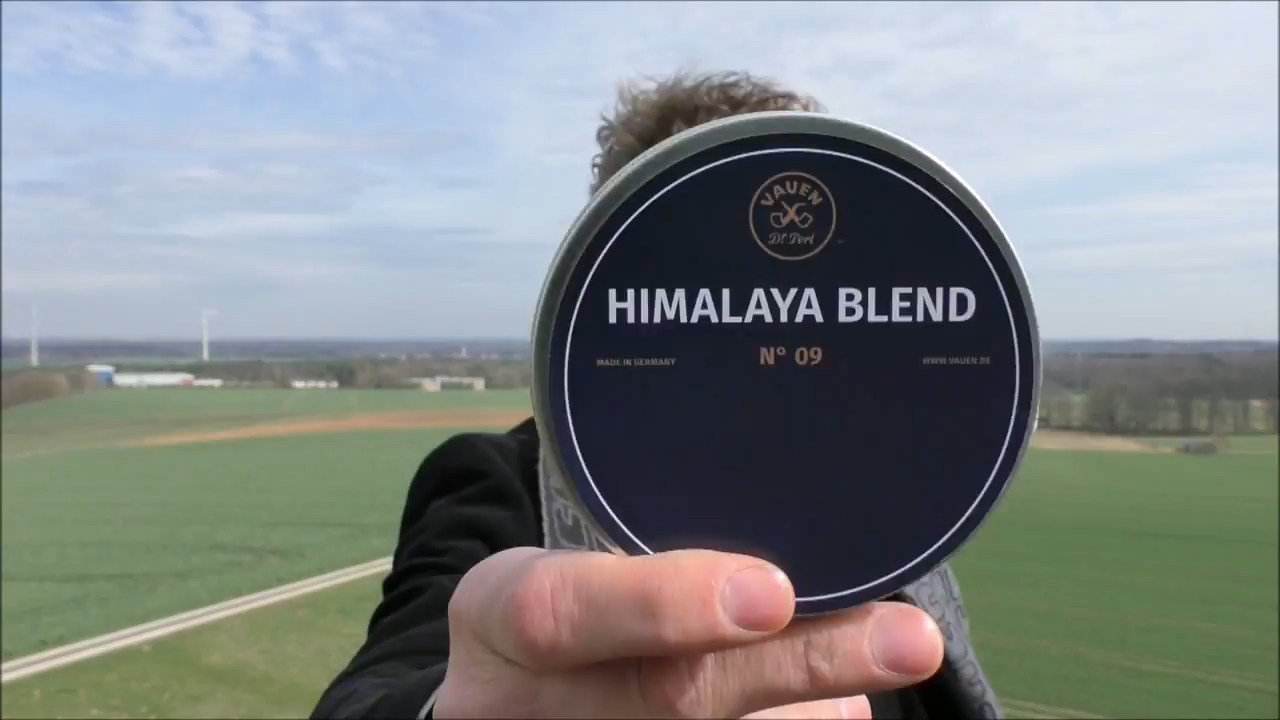 VAUEN
Dr. Perl
HIMALAYA BLEND
N° 09
MADE IN GERMANY
WWW.VAUEN.DE